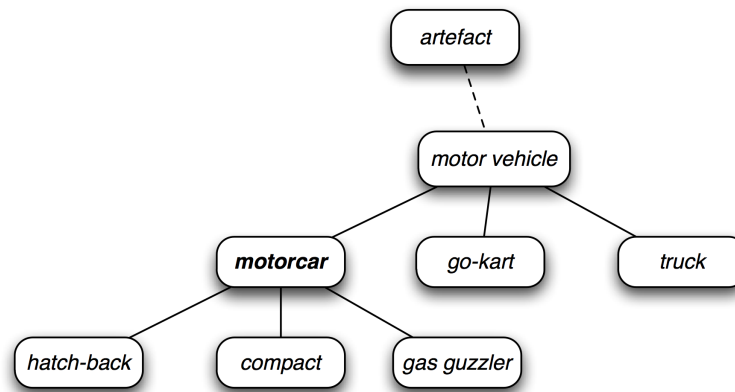 artefact
motor vehicle
motorcar
go-kart
truck
hatch-back
compact
gas guzzler